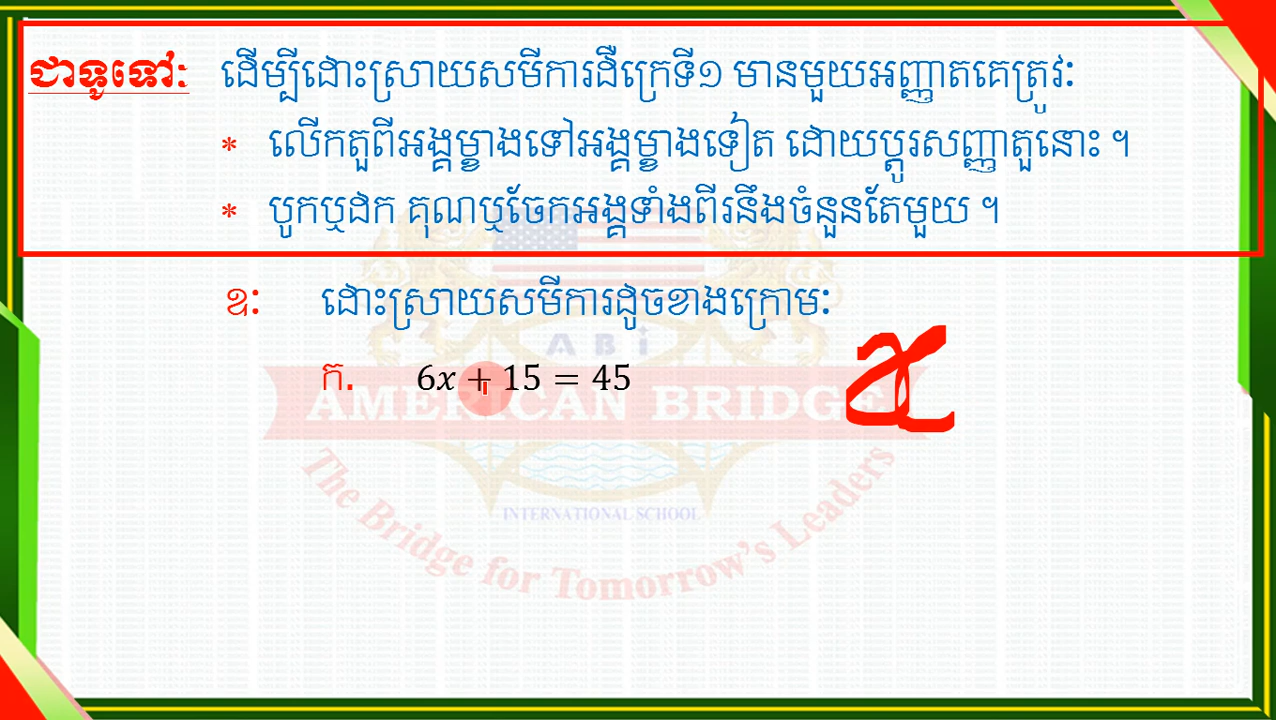 ជាទូទៅៈ ដើម្បីដោះស្រាយសមីការដឺក្រេទី១ មានមួយអញ្ញាតគេត្រូវៈ
* លើកតួពីអង្គម្ខាងទៅអង្គម្ខាងទៀត ដោយប្តូរសញ្ញាតួនោះ ។
* បូកឬដក គុណឬចែកអង្គទាំងពីរនឹងចំនួនតែមួយ ។
ឧៈ ដោះស្រាយសមីការដូចខាងក្រោមៈ
A B i
ក. 6x + 15 = 45
x
AMERICAN BRIDGE
INTERNATIONAL SCHOOL
The Bridge for Tomorrow's Leaders